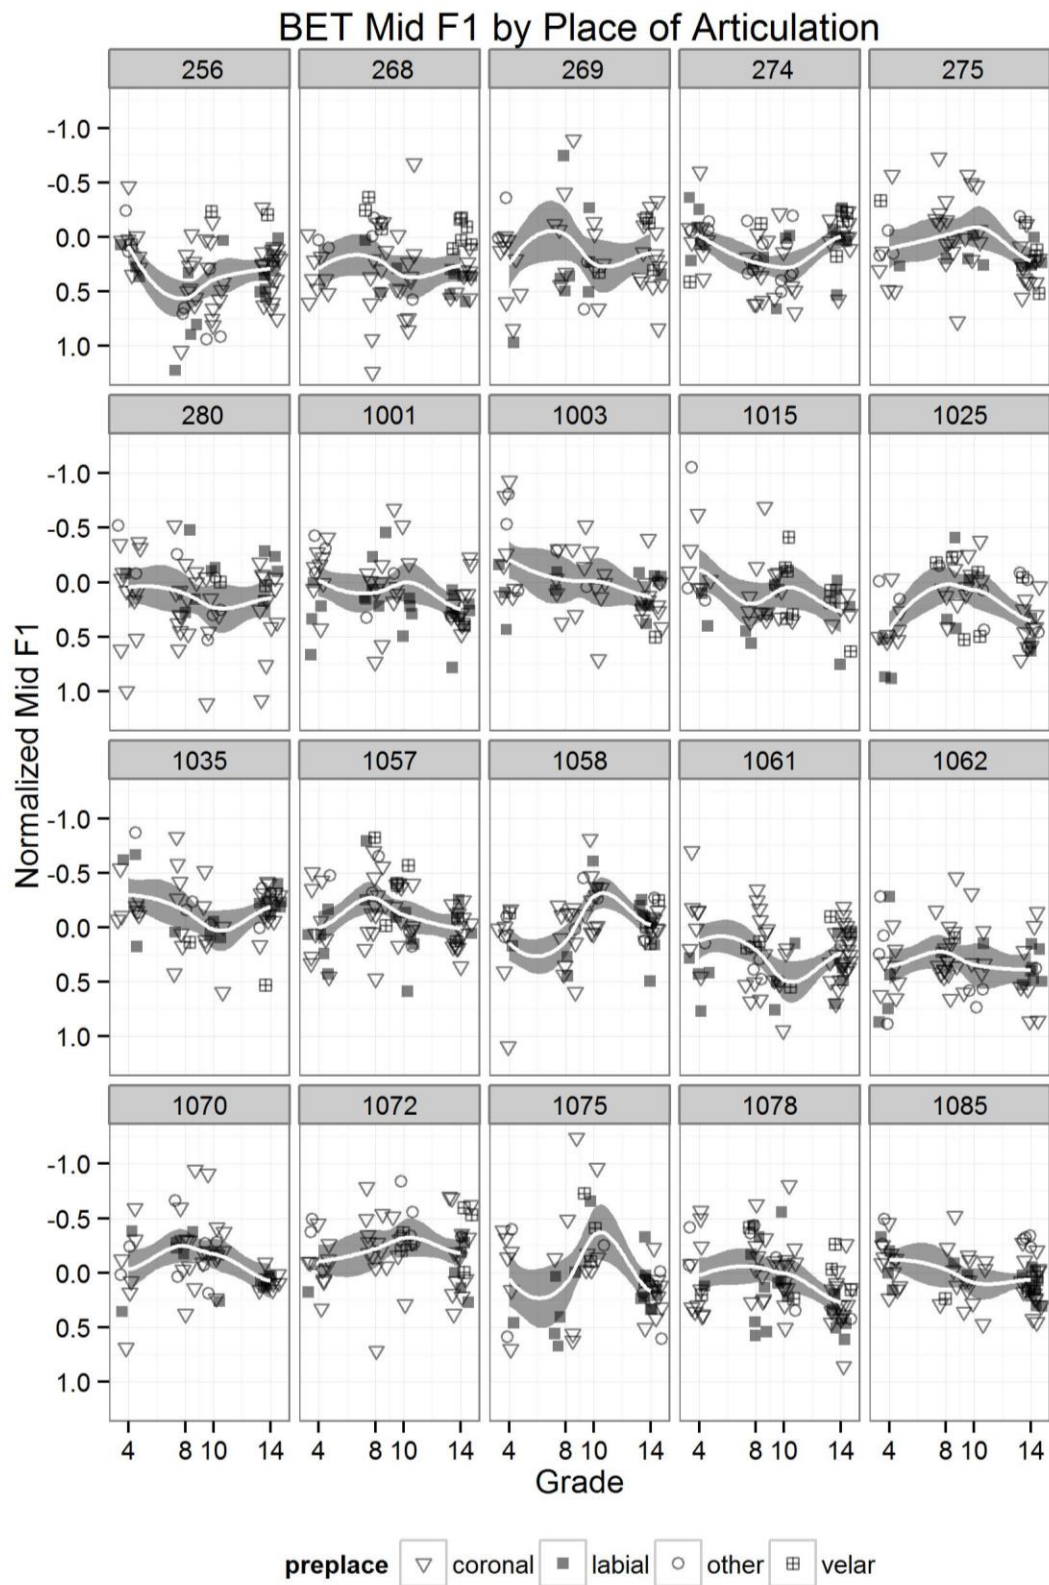 BET Mid F1 by Place of Articulation
256 268 269 274 275
-1.0
-0.5
0.0
0.5
1.0
280 1001 1003 1015 1025
-1.0
-0.5
0.0
0.5
1.0
Normalized Mid F1
1035 1057 1058 1061 1062
-1.0
-0.5
0.0
0.5
1.0
1070 1072 1075 1078 1085
-1.0
-0.5
0.0
0.5
1.0
4 8 10 14 4 8 10 14 4 8 10 14 4 8 10 14 4 8 10 14
Grade
preplace coronal labial other velar